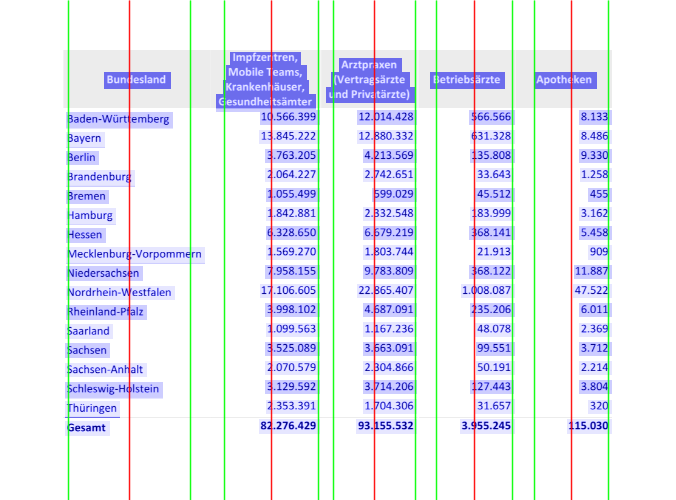 Bundesland Impfzentren, Mobile Teams, Krankenhäuser, Gesundheitsämter Arztpraxen (Vertragsärzte und Privatärzte) Betriebsärzte Apotheken
Baden-Württemberg 10.566.399 12.014.428 566.566 8.133
Bayern 13.845.222 12.880.332 631.328 8.486
Berlin 3.763.205 4.213.569 135.808 9.330
Brandenburg 2.064.227 2.742.651 33.643 1.258
Bremen 1.055.499 599.029 45.512 455
Hamburg 1.842.881 2.332.548 183.999 3.162
Hessen 6.328.650 6.679.219 368.141 5.458
Mecklenburg-Vorpommern 1.569.270 1.803.744 21.913 909
Niedersachsen 7.958.155 9.783.809 368.122 11.887
Nordrhein-Westfalen 17.106.605 22.865.407 1.008.087 47.522
Rheinland-Pfalz 3.998.102 4.687.091 235.206 6.011
Saarland 1.099.563 1.167.236 48.078 2.369
Sachsen 3.525.089 3.663.091 99.551 3.712
Sachsen-Anhalt 2.070.579 2.304.866 50.191 2.214
Schleswig-Holstein 3.129.592 3.714.206 127.443 3.804
Thüringen 2.353.391 1.704.306 31.657 320
Gesamt 82.276.429 93.155.532 3.955.245 115.030